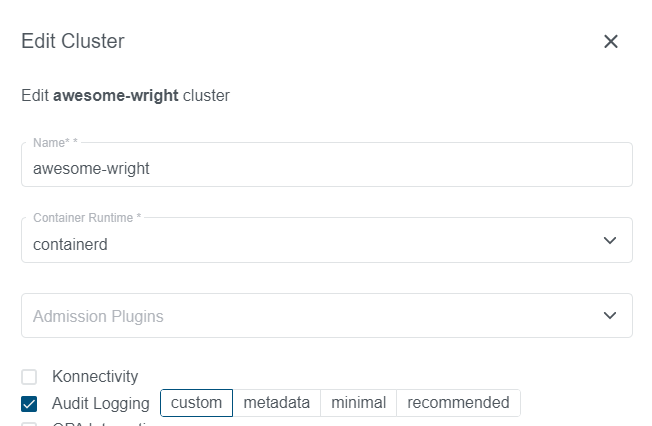 Edit Cluster
Edit awesome-wright cluster
Name* *
awesome-wright
Container Runtime *
containerd
Admission Plugins
Konnectivity
Audit Logging custom metadata minimal recommended